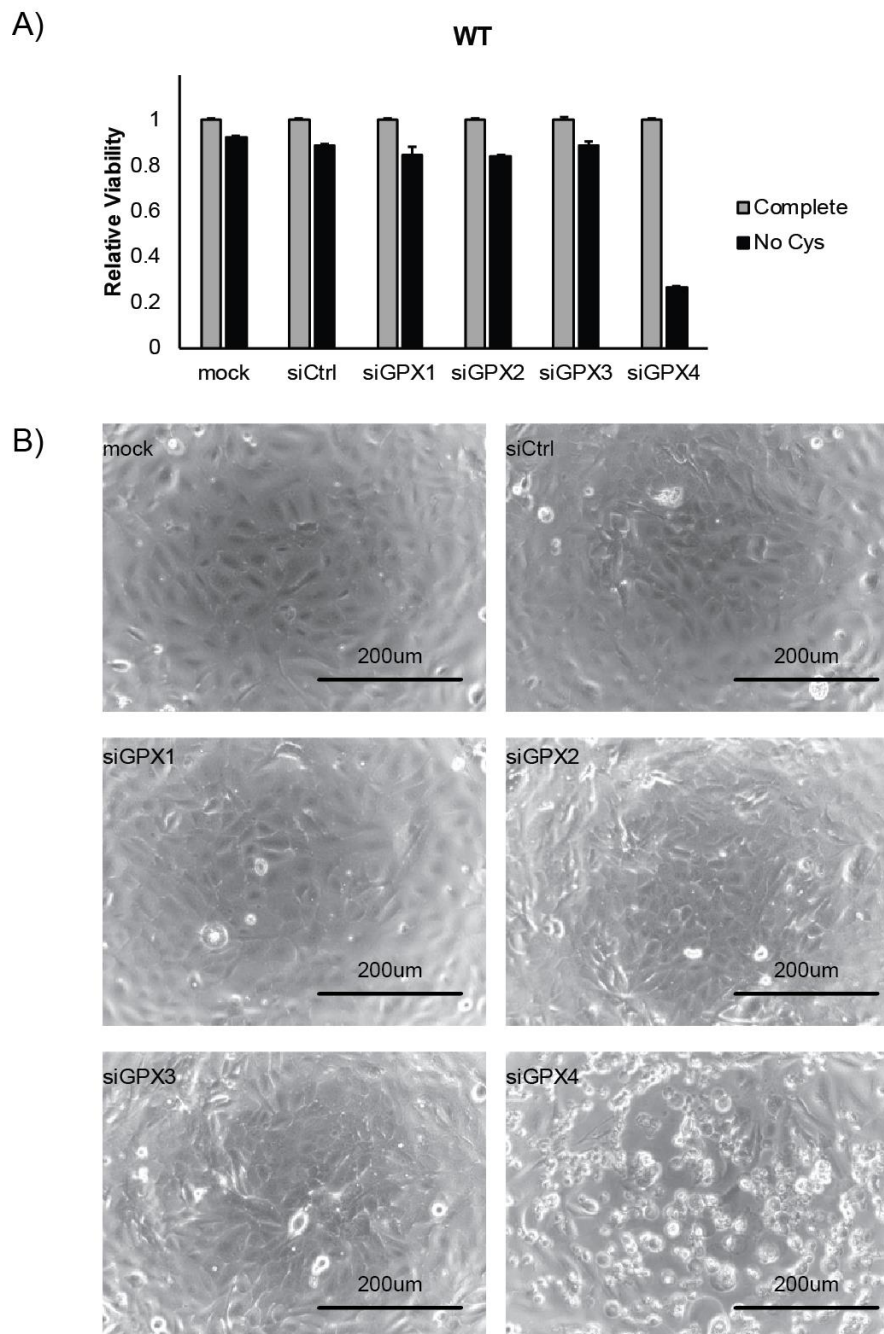 A)
WT
Relative Viability
1
0.8
0.6
0.4
0.2
0
mock siCtrl siGPX1 siGPX2 siGPX3 siGPX4
Complete
No Cys
B)
mock
200um
siCtrl
200um
siGPX1
200um
siGPX2
200um
siGPX3
200um
siGPX4
200um